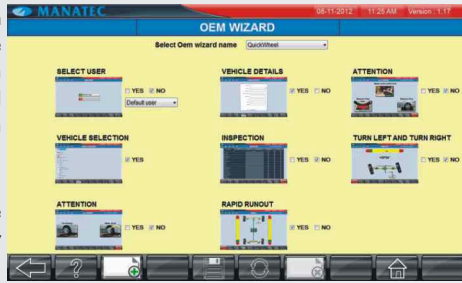 MANATEC
08-11-2012 11:25 AM Version : 1.17
OEM WIZARD
Select Oem wizard name QuickWheel
SELECT USER
YES NO
Default user
VEHICLE DETAILS
YES NO
ATTENTION
YES NO
VEHICLE SELECTION
YES
INSPECTION
YES NO
TURN LEFT AND TURN RIGHT
YES NO
ATTENTION
YES NO
RAPID RUNOUT
YES NO